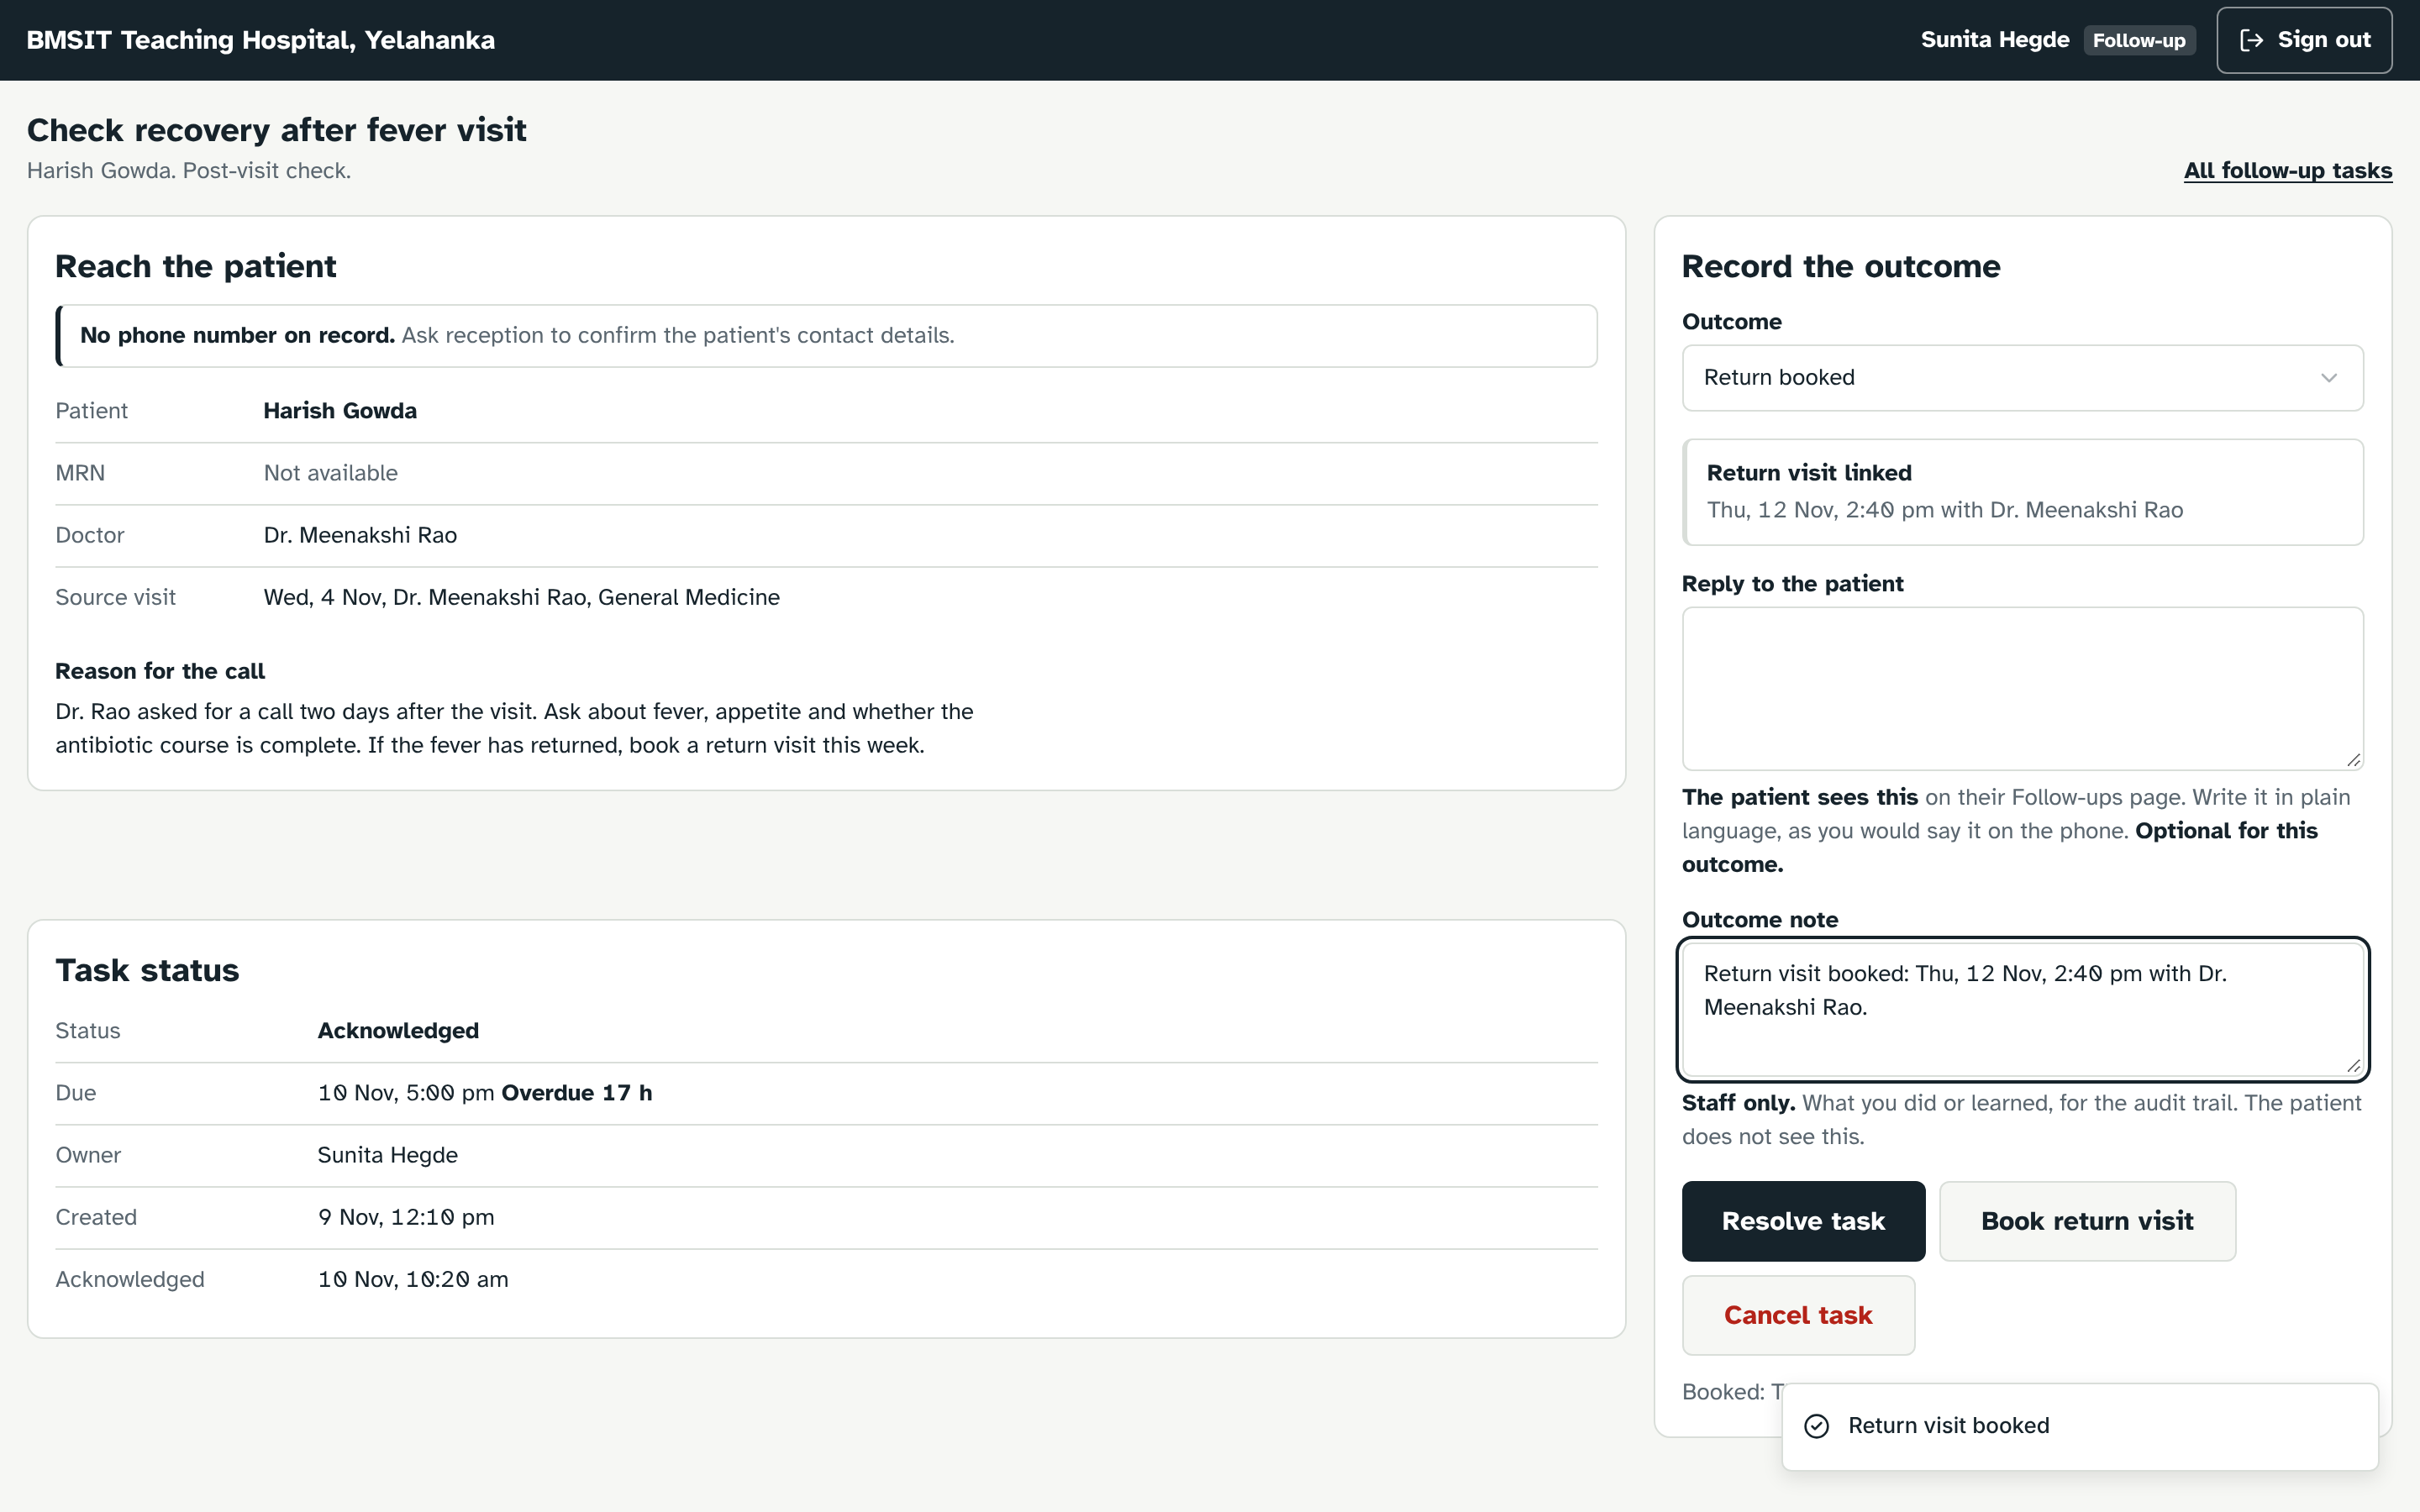 BMSIT Teaching Hospital, Yelahanka
Sunita Hegde Follow-up Sign out
Check recovery after fever visit
Harish Gowda. Post-visit check.
All follow-up tasks
Reach the patient
No phone number on record. Ask reception to confirm the patient's contact details.
Patient Harish Gowda
MRN Not available
Doctor Dr. Meenakshi Rao
Source visit Wed, 4 Nov, Dr. Meenakshi Rao, General Medicine
Reason for the call
Dr. Rao asked for a call two days after the visit. Ask about fever, appetite and whether the
antibiotic course is complete. If the fever has returned, book a return visit this week.
Task status
Status Acknowledged
Due 10 Nov, 5:00 pm Overdue 17 h
Owner Sunita Hegde
Created 9 Nov, 12:10 pm
Acknowledged 10 Nov, 10:20 am
Record the outcome
Outcome
Return booked
Return visit linked
Thu, 12 Nov, 2:40 pm with Dr. Meenakshi Rao
Reply to the patient
The patient sees this on their Follow-ups page. Write it in plain
language, as you would say it on the phone. Optional for this
outcome.
Outcome note
Return visit booked: Thu, 12 Nov, 2:40 pm with Dr.
Meenakshi Rao.
Staff only. What you did or learned, for the audit trail. The patient
does not see this.
Resolve task Book return visit
Cancel task
Booked:
Return visit booked